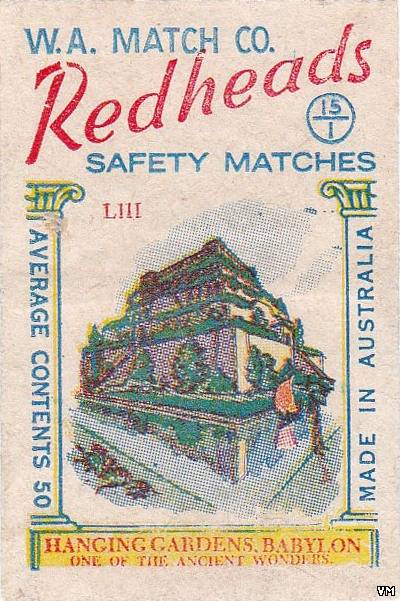 W.A. MATCH CO.
Redheads
15
1
SAFETY MATCHES
LIII
AVERAGE CONTENTS 50
MADE IN AUSTRALIA
HANGING GARDENS, BABYLON
ONE OF THE ANCIENT WONDERS.
VM